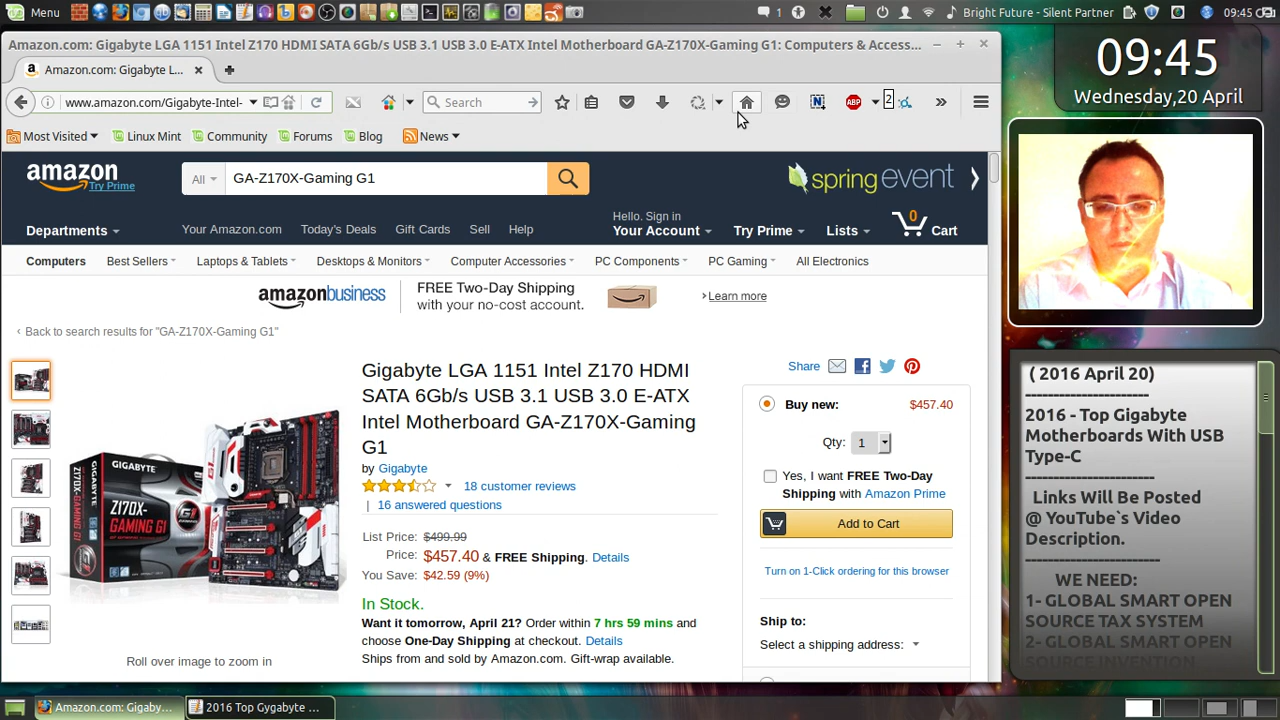 Menu
1
Bright Future - Silent Partner
09:45
Amazon.com: Gigabyte LGA 1151 Intel Z170 HDMI SATA 6Gb/s USB 3.1 USB 3.0 E-ATX Intel Motherboard GA-Z170X-Gaming G1: Computers & Access...
Amazon.com: Gigabyte L...
www.amazon.com/Gigabyte-Intel-
Search
ABP
2
Most Visited
Linux Mint
Community
Forums
Blog
News
amazon
Try Prime
All
GA-Z170X-Gaming G1
spring event
Departments
Your Amazon.com
Today's Deals
Gift Cards
Sell
Help
Hello. Sign in
Your Account
Try Prime
Lists
0
Cart
Computers
Best Sellers
Laptops & Tablets
Desktops & Monitors
Computer Accessories
PC Components
PC Gaming
All Electronics
amazonbusiness
FREE Two-Day Shipping
with your no-cost account.
Learn more
‹ Back to search results for "GA-Z170X-Gaming G1"
GIGABYTE
Z170X-
GAMING G1
Roll over image to zoom in
Gigabyte LGA 1151 Intel Z170 HDMI
SATA 6Gb/s USB 3.1 USB 3.0 E-ATX
Intel Motherboard GA-Z170X-Gaming
G1
by Gigabyte
18 customer reviews
| 16 answered questions
List Price: $499.99
Price: $457.40 & FREE Shipping. Details
You Save: $42.59 (9%)
In Stock.
Want it tomorrow, April 21? Order within 7 hrs 59 mins and
choose One-Day Shipping at checkout. Details
Ships from and sold by Amazon.com. Gift-wrap available.
Share
Buy new: $457.40
Qty: 1
Yes, I want FREE Two-Day
Shipping with Amazon Prime
Add to Cart
Turn on 1-Click ordering for this browser
Ship to:
Select a shipping address:
09:45
Wednesday,20 April
( 2016 April 20)
----------------------
2016 - Top Gigabyte
Motherboards With USB
Type-C
-----------------------
Links Will Be Posted
@ YouTube`s Video
Description.
------------------------
WE NEED:
1- GLOBAL SMART OPEN
SOURCE TAX SYSTEM
2- GLOBAL SMART OPEN
SOURCE INVENTION
Amazon.com: Gigaby...
2016 Top Gygabyte ...